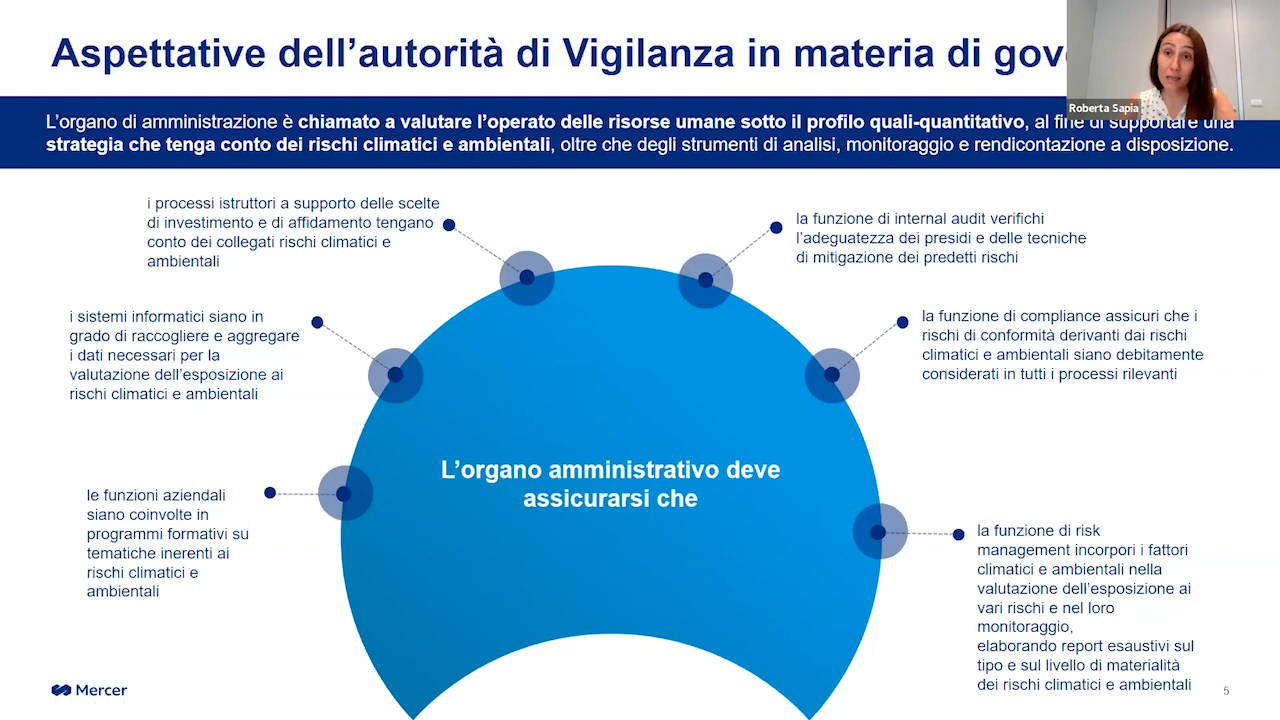 Aspettative dell'autorità di Vigilanza in materia di
Roberta Sapia
L'organo di amministrazione è chiamato a valutare l'operato delle risorse umane sotto il profilo quali-quantitativo, al fine di supportare una
strategia che tenga conto dei rischi climatici e ambientali, oltre che degli strumenti di analisi, monitoraggio e rendicontazione a disposizione.
i processi istruttori a supporto delle scelte
di investimento e di affidamento tengano
conto dei collegati rischi climatici e
ambientali
la funzione di internal audit verifichi
l'adeguatezza dei presidi e delle tecniche
di mitigazione dei predetti rischi
i sistemi informatici siano in
grado di raccogliere e aggregare
i dati necessari per la
valutazione dell'esposizione ai
rischi climatici e ambientali
la funzione di compliance assicuri che i
rischi di conformità derivanti dai rischi
climatici e ambientali siano debitamente
considerati in tutti i processi rilevanti
L'organo amministrativo deve
assicurarsi che
le funzioni aziendali
siano coinvolte in
programmi formativi su
tematiche inerenti ai
rischi climatici e
ambientali
la funzione di risk
management incorpori i fattori
climatici e ambientali nella
valutazione dell'esposizione ai
vari rischi e nel loro
monitoraggio,
elaborando report esaustivi sul
tipo e sul livello di materialità
dei rischi climatici e ambientali
Mercer
5